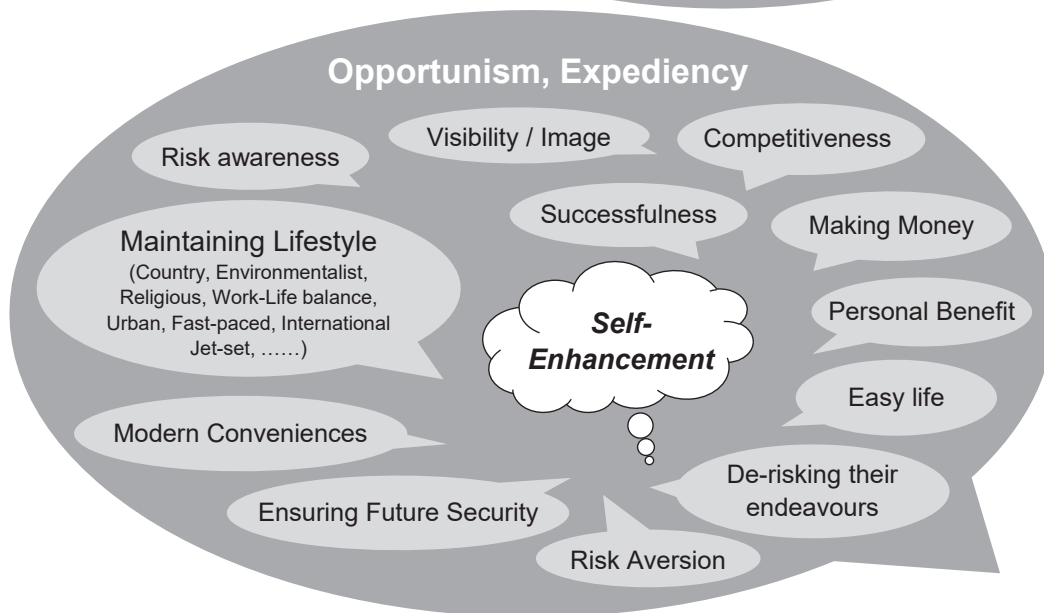 Opportunism, Expediency
Visibility / Image
Competitiveness
Risk awareness
Successfulness
Making Money
Maintaining Lifestyle
(Country, Environmentalist,
Religious, Work-Life balance,
Urban, Fast-paced, International
Jet-set, ……)
Self-
Enhancement
Personal Benefit
Easy life
Modern Conveniences
De-risking their
endeavours
Ensuring Future Security
Risk Aversion